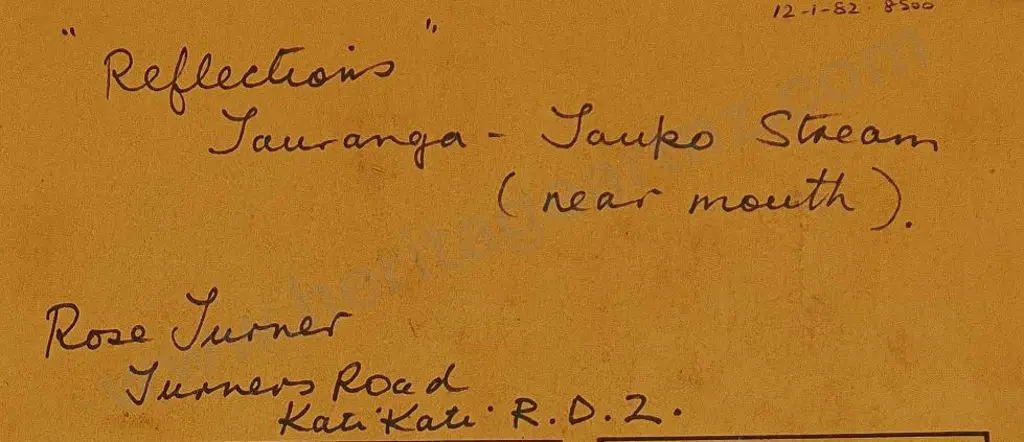 12-1-82. 8500
"Reflections"
Tauranga - Taupo Stream
(near mouth).
Rose Turner
Turners Road
Kati Kati R.D.2.